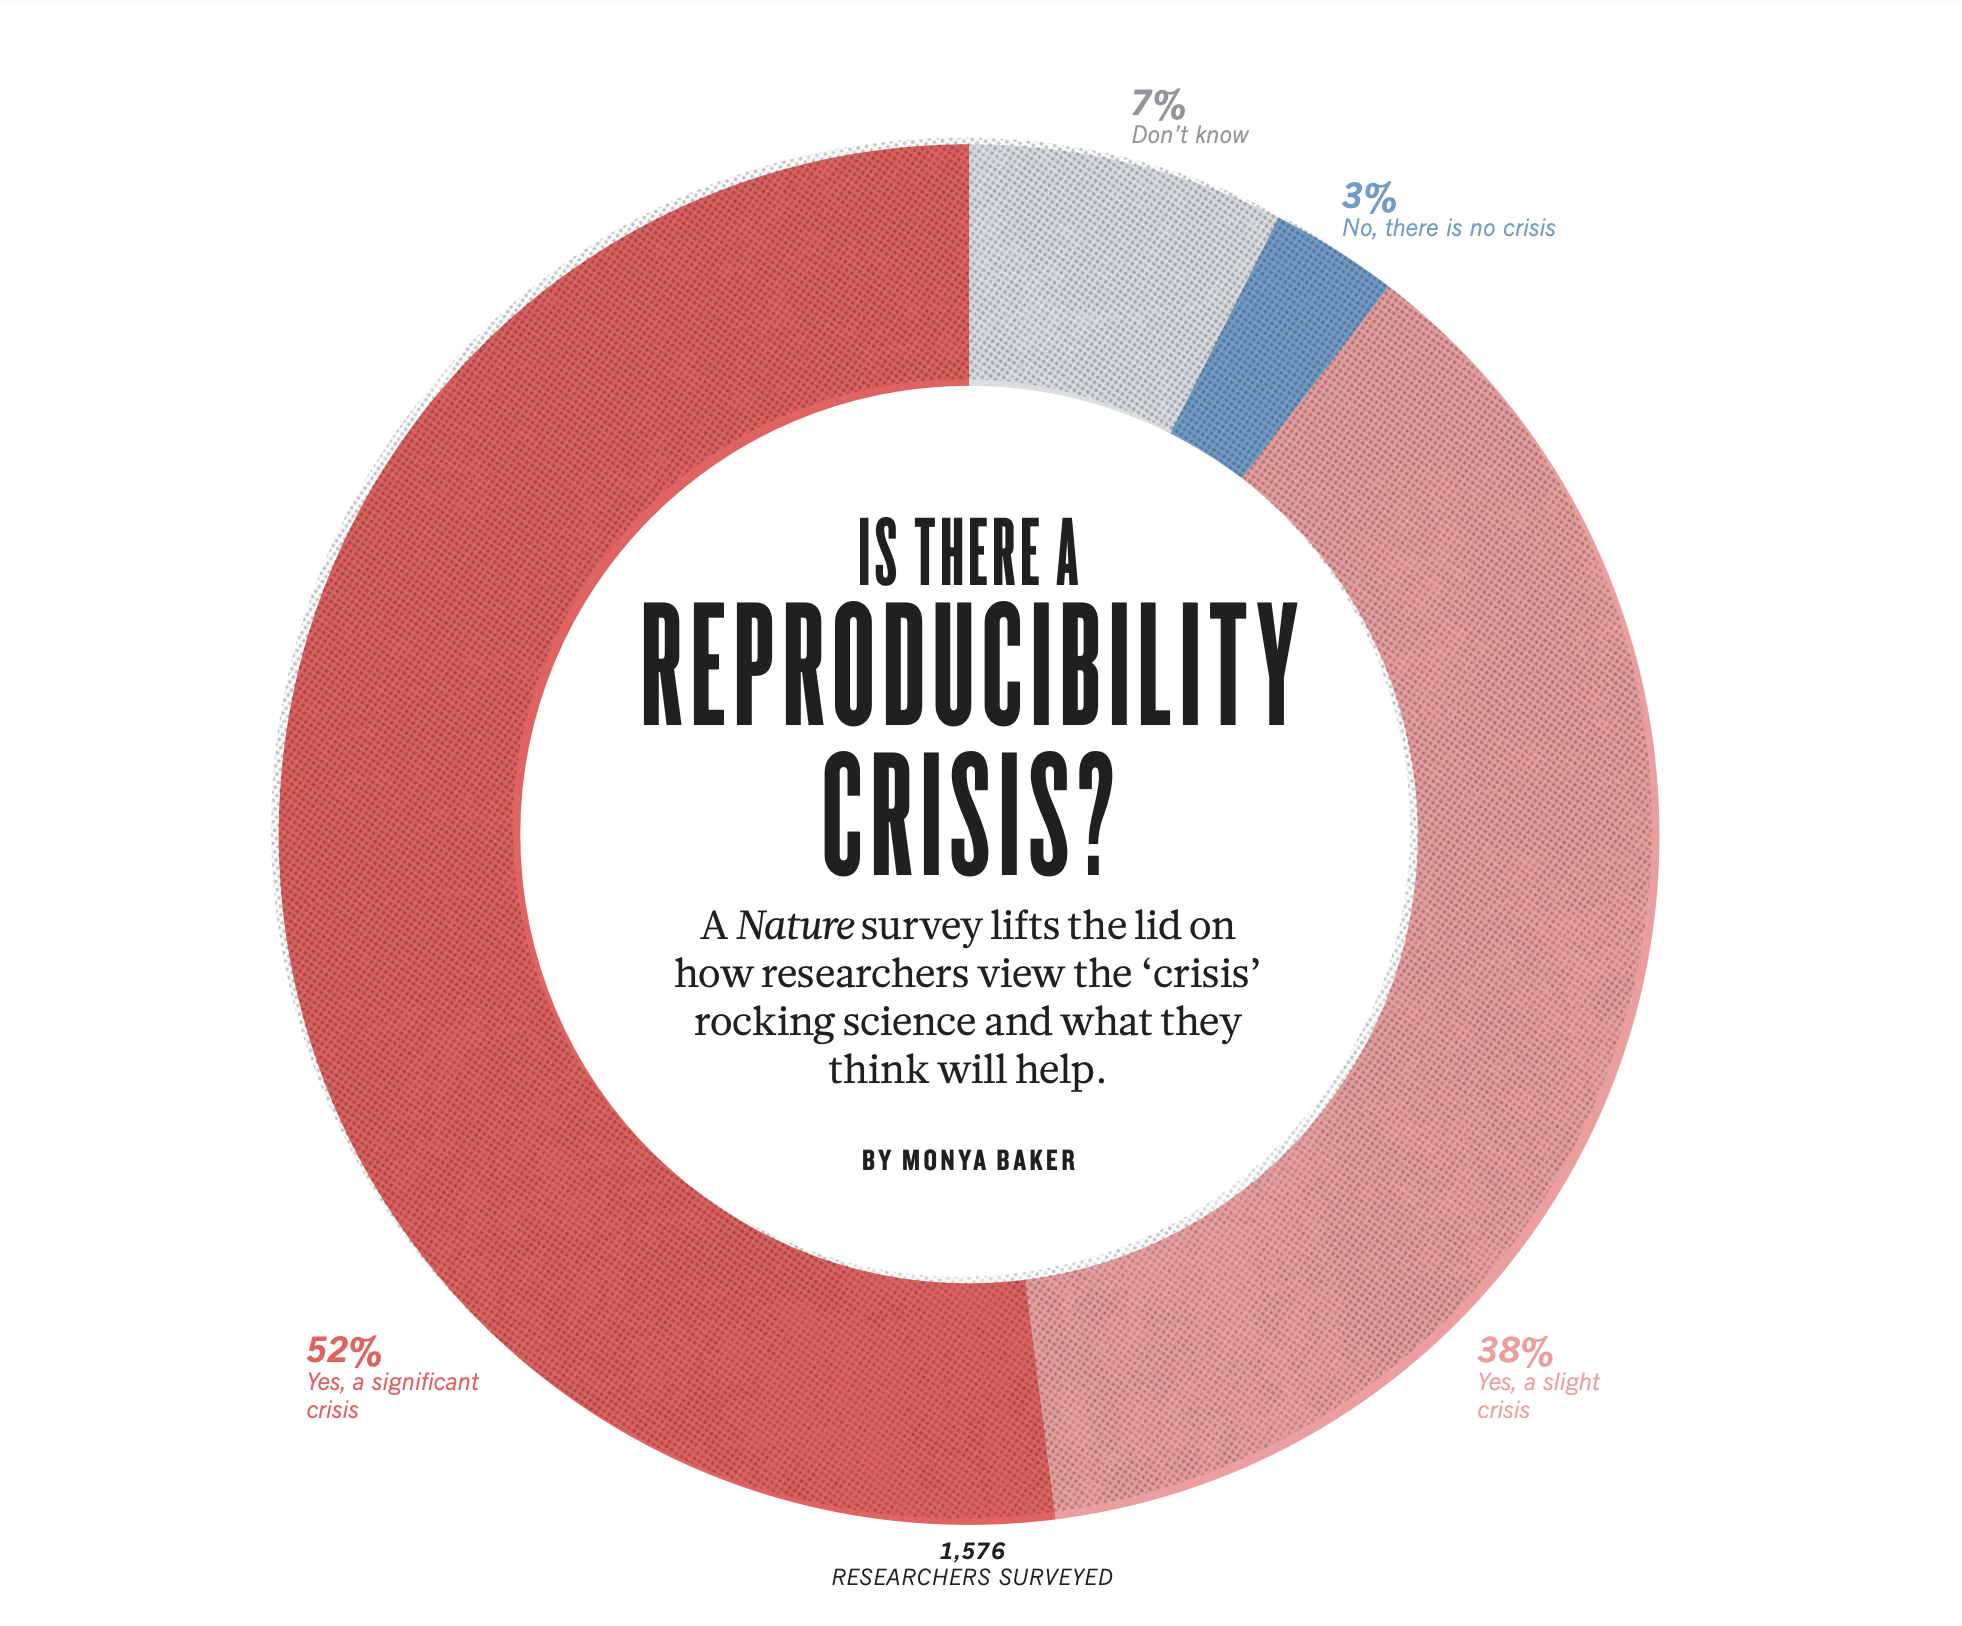 7%
Don’t know
3%
No, there is no crisis
IS THERE A
REPRODUCIBILITY
CRISIS?
A Nature survey lifts the lid on
how researchers view the ‘crisis’
rocking science and what they
think will help.
BY MONYA BAKER
52%
Yes, a significant
crisis
38%
Yes, a slight
crisis
1,576
RESEARCHERS SURVEYED